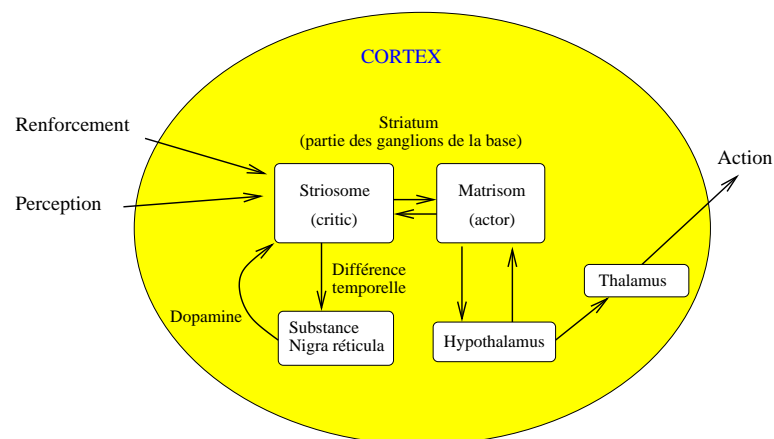 CORTEX
Renforcement
Striatum
(partie des ganglions de la base)
Action
Perception
Striosome
(critic)
Matrisom
(actor)
Différence
temporelle
Thalamus
Dopamine
Substance
Nigra réticula
Hypothalamus